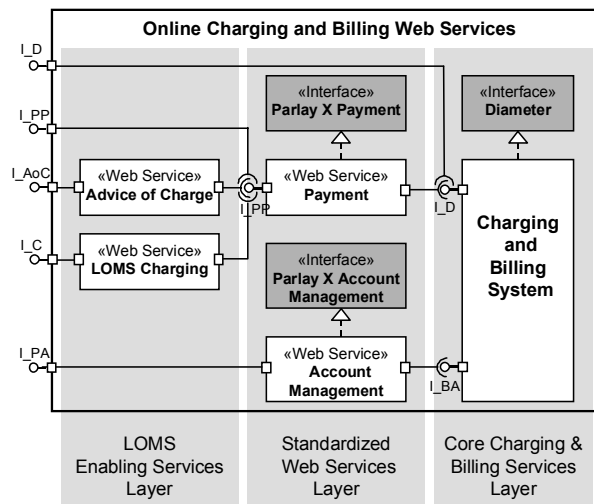 Online Charging and Billing Web Services
I_D
I_PP
I_AoC
I_C
I_PA
«Interface»
Parlay X Payment
«Interface»
Diameter
«Web Service»
Advice of Charge
I_PP
«Web Service»
Payment
I_D
Charging
and
Billing
System
«Web Service»
LOMS Charging
«Interface»
Parlay X Account
Management
«Web Service»
Account
Management
I_BA
LOMS
Enabling Services
Layer
Standardized
Web Services
Layer
Core Charging &
Billing Services
Layer